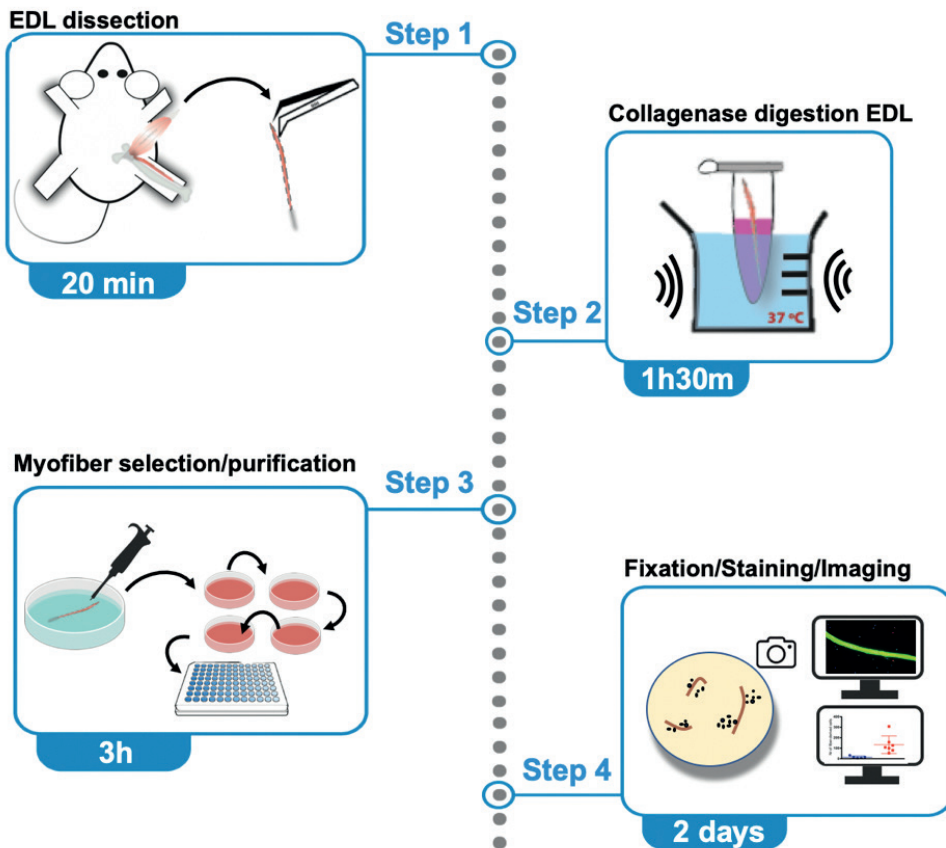 EDL dissection
Step 1
20 min
Collagenase digestion EDL
37 ºC
Step 2
1h30m
Myofiber selection/purification
Step 3
3h
Fixation/Staining/Imaging
Step 4
2 days